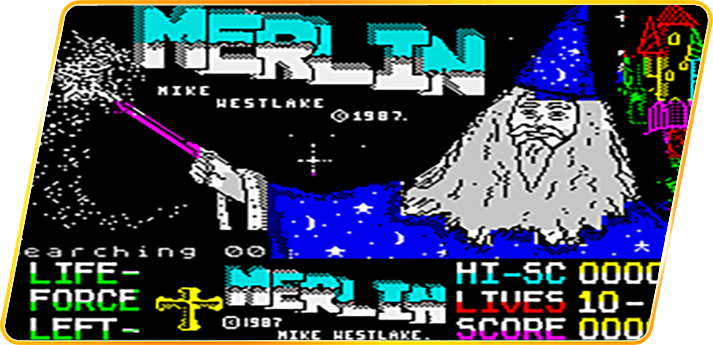 MERLIN
MIKE
WESTLAKE
©1987.
earching 00
LIFE-
FORCE
LEFT-
MERLIN
©1987
MIKE WESTLAKE.
HI-SC 0000
LIVES 10-
SCORE 000